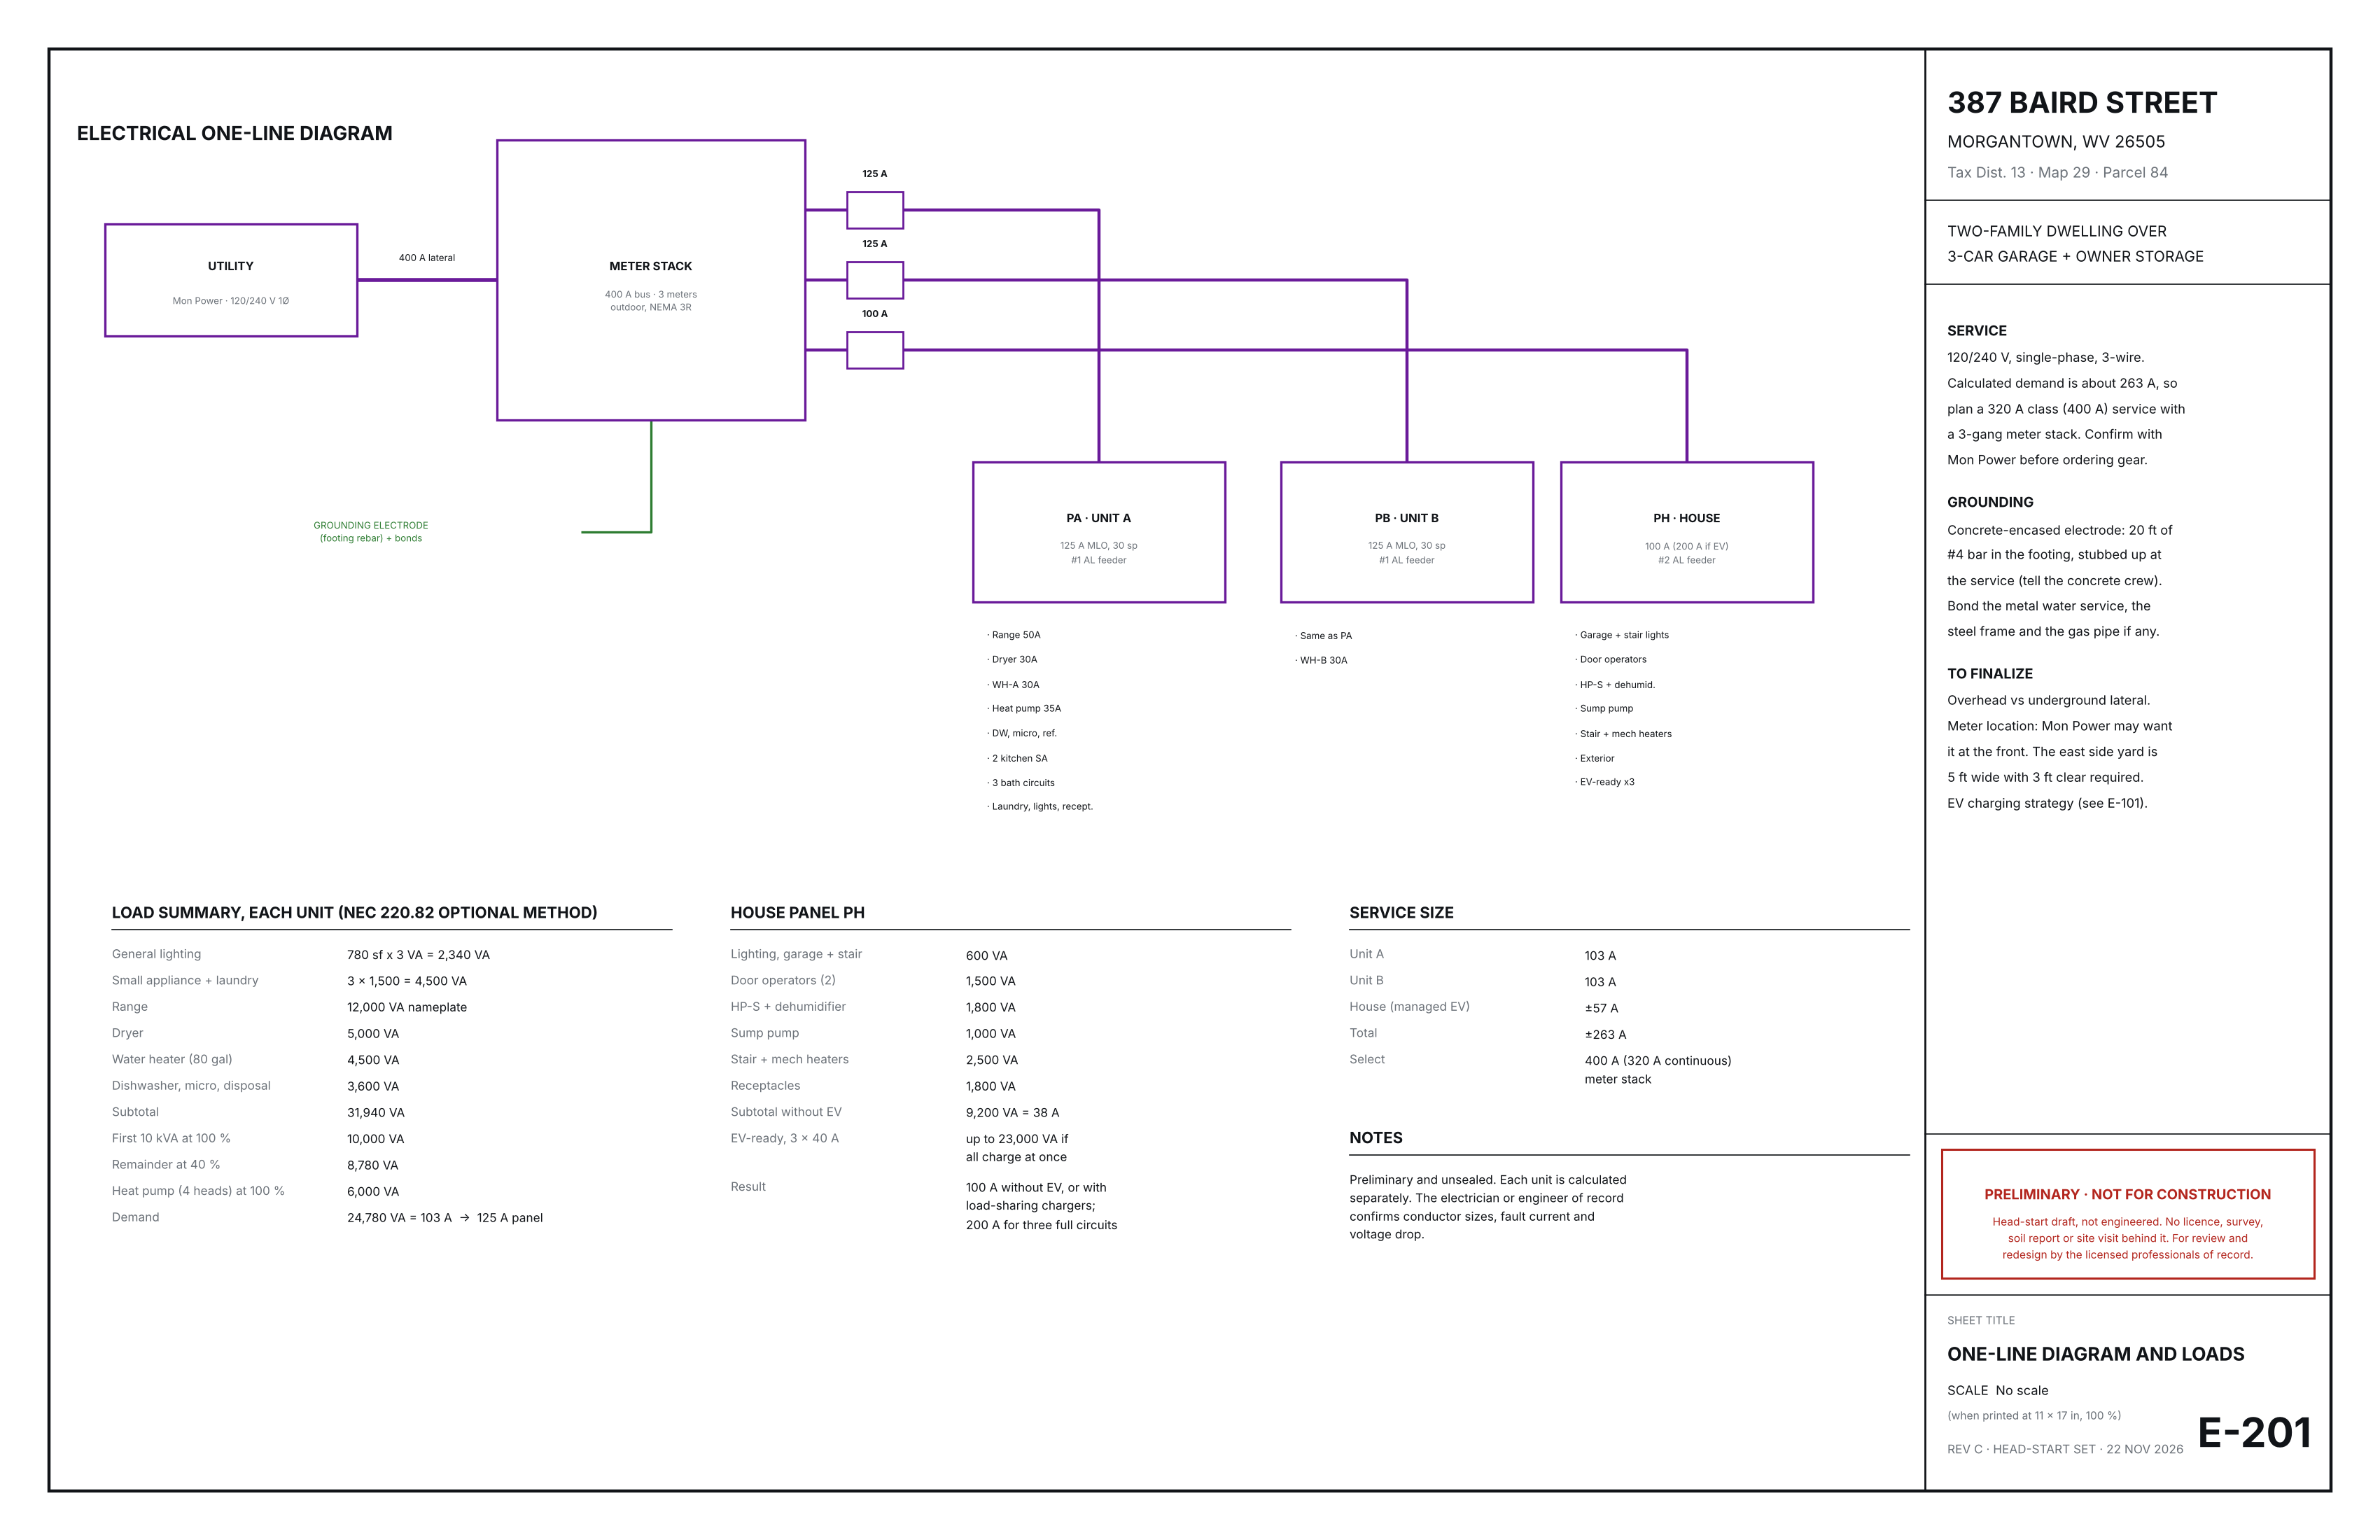 ELECTRICAL ONE-LINE DIAGRAM
UTILITY
Mon Power · 120/240 V 1Ø
400 A lateral
METER STACK
400 A bus · 3 meters
outdoor, NEMA 3R
125 A
125 A
100 A
GROUNDING ELECTRODE
(footing rebar) + bonds
PA · UNIT A
125 A MLO, 30 sp
#1 AL feeder
· Range 50A
· Dryer 30A
· WH-A 30A
· Heat pump 35A
· DW, micro, ref.
· 2 kitchen SA
· 3 bath circuits
· Laundry, lights, recept.
PB · UNIT B
125 A MLO, 30 sp
#1 AL feeder
· Same as PA
· WH-B 30A
PH · HOUSE
100 A (200 A if EV)
#2 AL feeder
· Garage + stair lights
· Door operators
· HP-S + dehumid.
· Sump pump
· Stair + mech heaters
· Exterior
· EV-ready x3
LOAD SUMMARY, EACH UNIT (NEC 220.82 OPTIONAL METHOD)
General lighting 780 sf x 3 VA = 2,340 VA
Small appliance + laundry 3 × 1,500 = 4,500 VA
Range 12,000 VA nameplate
Dryer 5,000 VA
Water heater (80 gal) 4,500 VA
Dishwasher, micro, disposal 3,600 VA
Subtotal 31,940 VA
First 10 kVA at 100 % 10,000 VA
Remainder at 40 % 8,780 VA
Heat pump (4 heads) at 100 % 6,000 VA
Demand 24,780 VA = 103 A → 125 A panel
HOUSE PANEL PH
Lighting, garage + stair 600 VA
Door operators (2) 1,500 VA
HP-S + dehumidifier 1,800 VA
Sump pump 1,000 VA
Stair + mech heaters 2,500 VA
Receptacles 1,800 VA
Subtotal without EV 9,200 VA = 38 A
EV-ready, 3 × 40 A up to 23,000 VA if
all charge at once
Result 100 A without EV, or with
load-sharing chargers;
200 A for three full circuits
SERVICE SIZE
Unit A 103 A
Unit B 103 A
House (managed EV) ±57 A
Total ±263 A
Select 400 A (320 A continuous)
meter stack
NOTES
Preliminary and unsealed. Each unit is calculated
separately. The electrician or engineer of record
confirms conductor sizes, fault current and
voltage drop.
387 BAIRD STREET
MORGANTOWN, WV 26505
Tax Dist. 13 · Map 29 · Parcel 84
TWO-FAMILY DWELLING OVER
3-CAR GARAGE + OWNER STORAGE
SERVICE
120/240 V, single-phase, 3-wire.
Calculated demand is about 263 A, so
plan a 320 A class (400 A) service with
a 3-gang meter stack. Confirm with
Mon Power before ordering gear.
GROUNDING
Concrete-encased electrode: 20 ft of
#4 bar in the footing, stubbed up at
the service (tell the concrete crew).
Bond the metal water service, the
steel frame and the gas pipe if any.
TO FINALIZE
Overhead vs underground lateral.
Meter location: Mon Power may want
it at the front. The east side yard is
5 ft wide with 3 ft clear required.
EV charging strategy (see E-101).
PRELIMINARY · NOT FOR CONSTRUCTION
Head-start draft, not engineered. No licence, survey,
soil report or site visit behind it. For review and
redesign by the licensed professionals of record.
SHEET TITLE
ONE-LINE DIAGRAM AND LOADS
SCALE No scale
(when printed at 11 × 17 in, 100 %)
REV C · HEAD-START SET · 22 NOV 2026
E-201